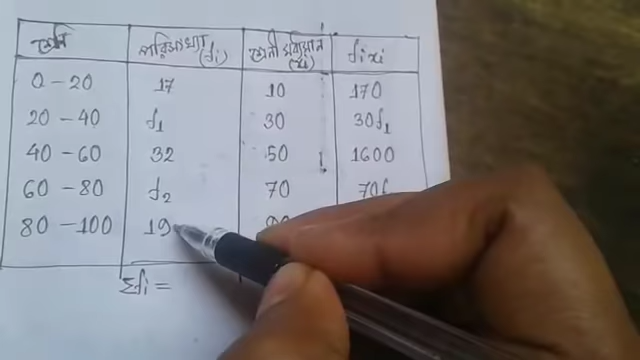 শ্রেণি পরিসংখ্যা (fi) শ্রেণী মধ্যমান (xi) fixi
0 - 20 17 10 170
20 - 40 f1 30 30f1
40 - 60 32 50 1600
60 - 80 f2 70 70f
80 - 100 19
Σfi =